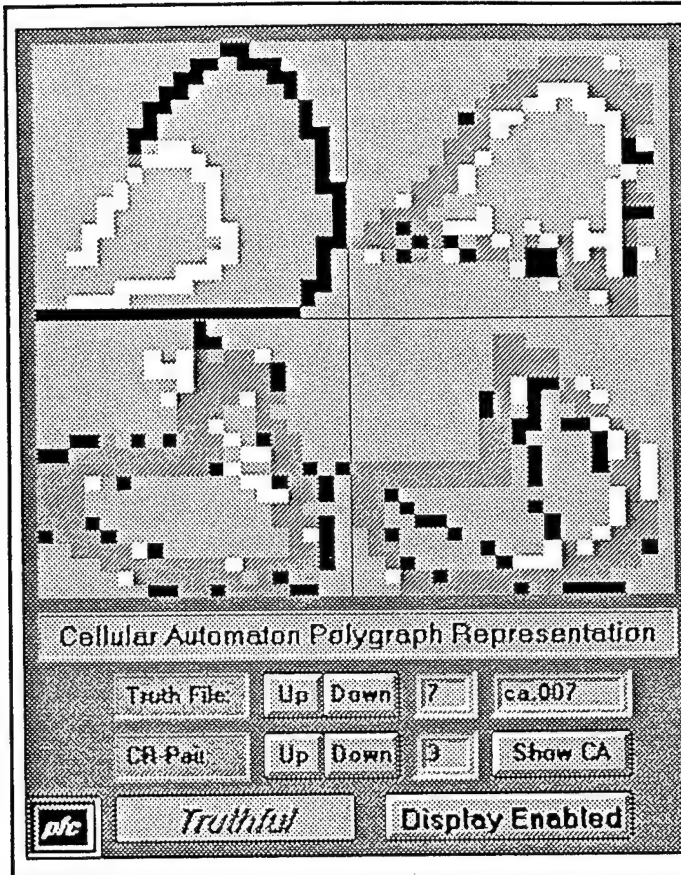 Cellular Automaton Polygraph Representation
Truth File: Up Down 7 ca.007
CR-Pair: Up Down 3 Show CA
pfc Truthful Display Enabled